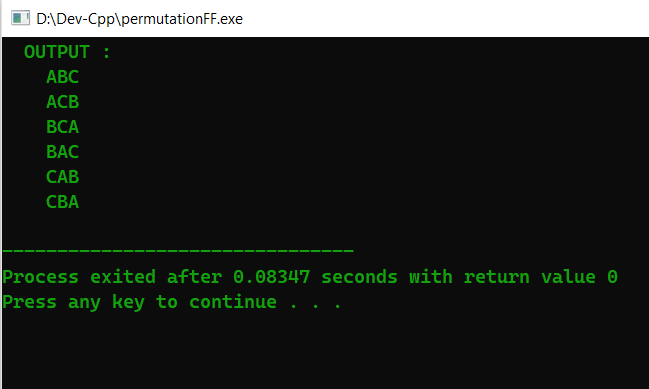 D:\Dev-Cpp\permutationFF.exe
OUTPUT :
ABC
ACB
BCA
BAC
CAB
CBA
--------------------------------
Process exited after 0.08347 seconds with return value 0
Press any key to continue . . .